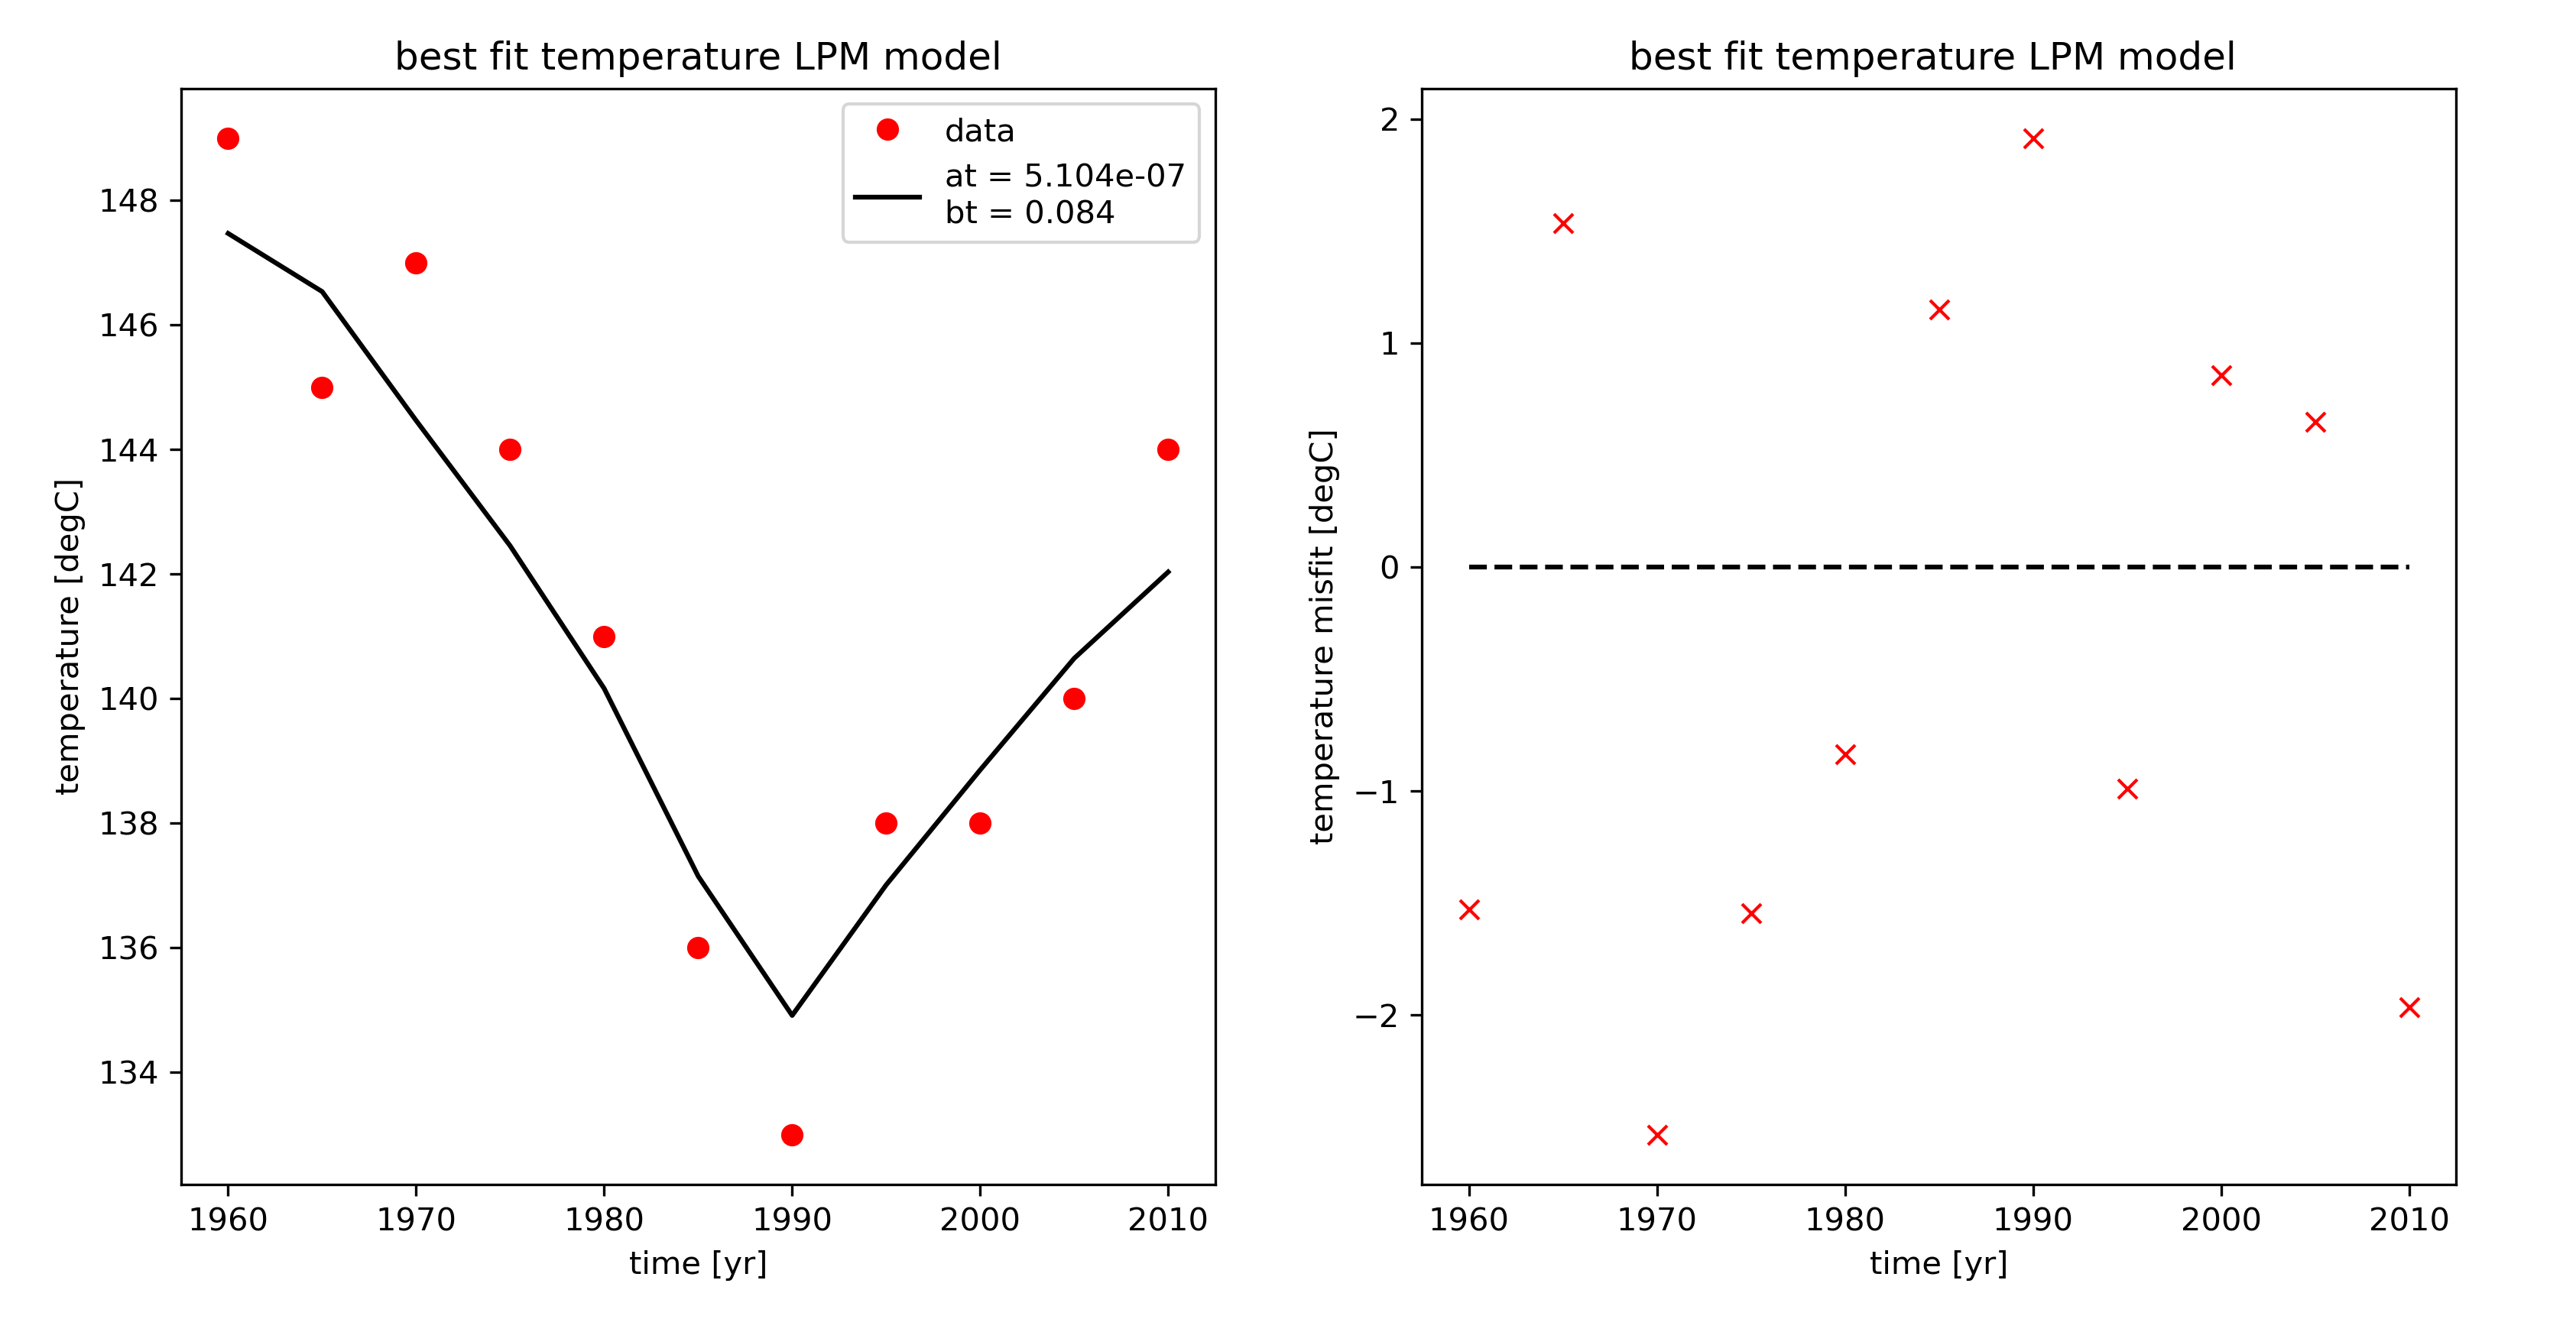 best fit temperature LPM model
data
at = 5.104e-07
bt = 0.084
temperature [degC]
148
146
144
142
140
138
136
134
1960 1970 1980 1990 2000 2010
time [yr]
best fit temperature LPM model
temperature misfit [degC]
2
1
0
−1
−2
1960 1970 1980 1990 2000 2010
time [yr]